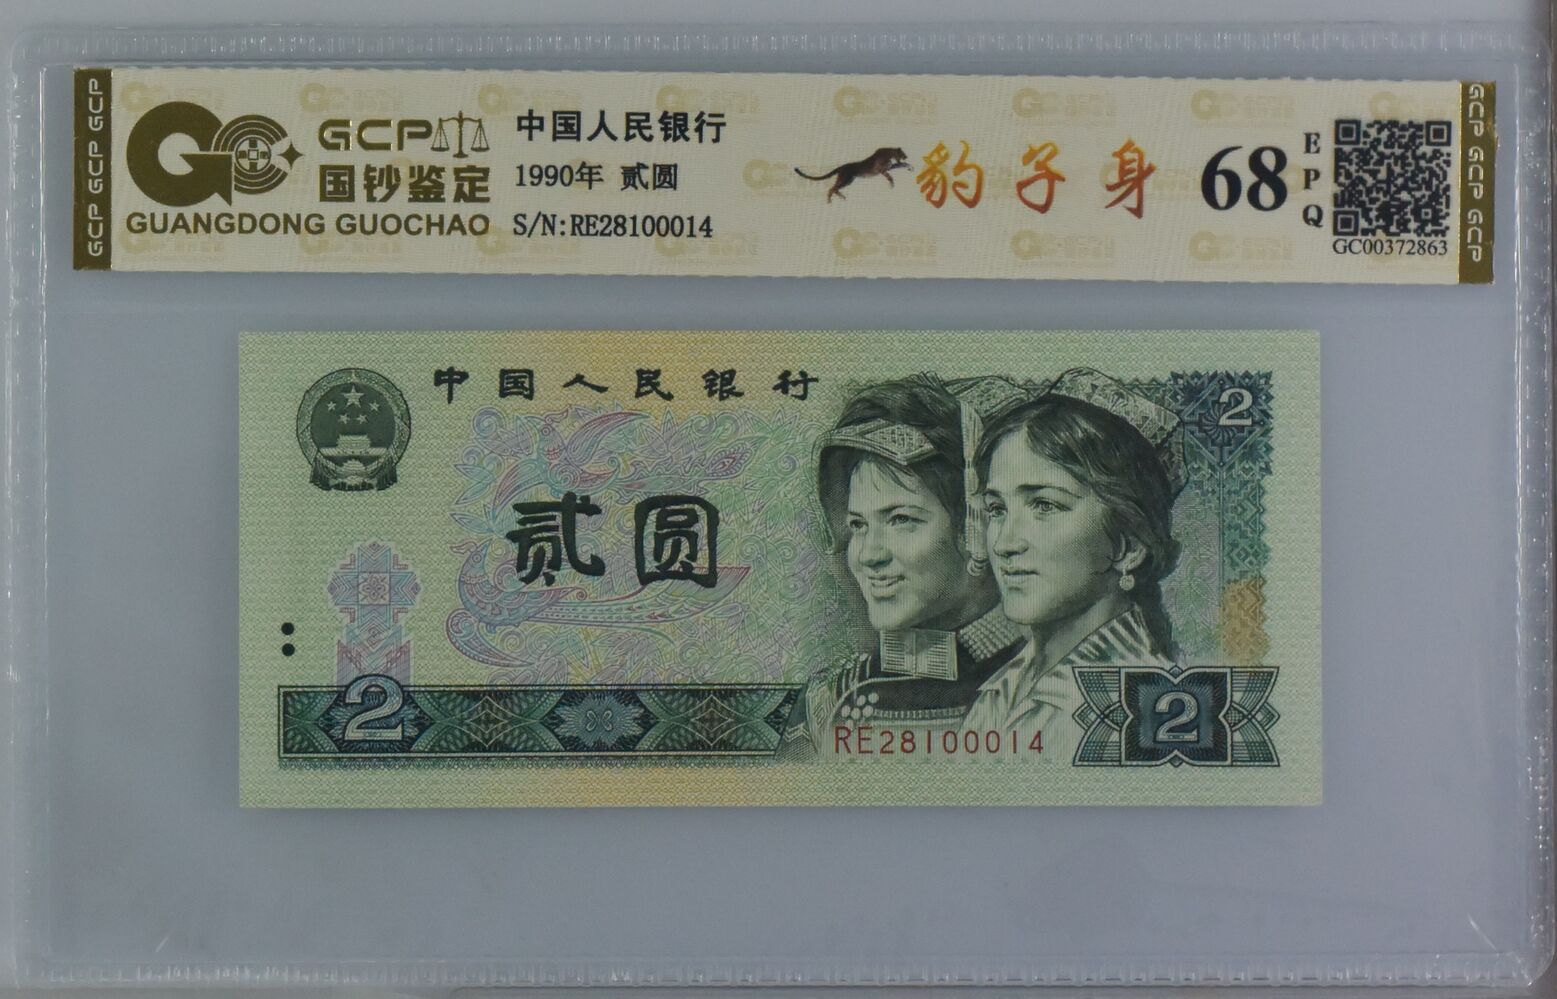 GCP GCP GCP
GCP
国钞鉴定
GUANGDONG GUOCHAO
中国人民银行
1990年 贰圆
S/N:RE28100014
豹子身
68
EPQ
GC00372863
GCP GCP GCP
中国人民银行
2
贰圆
2
RE28100014
2